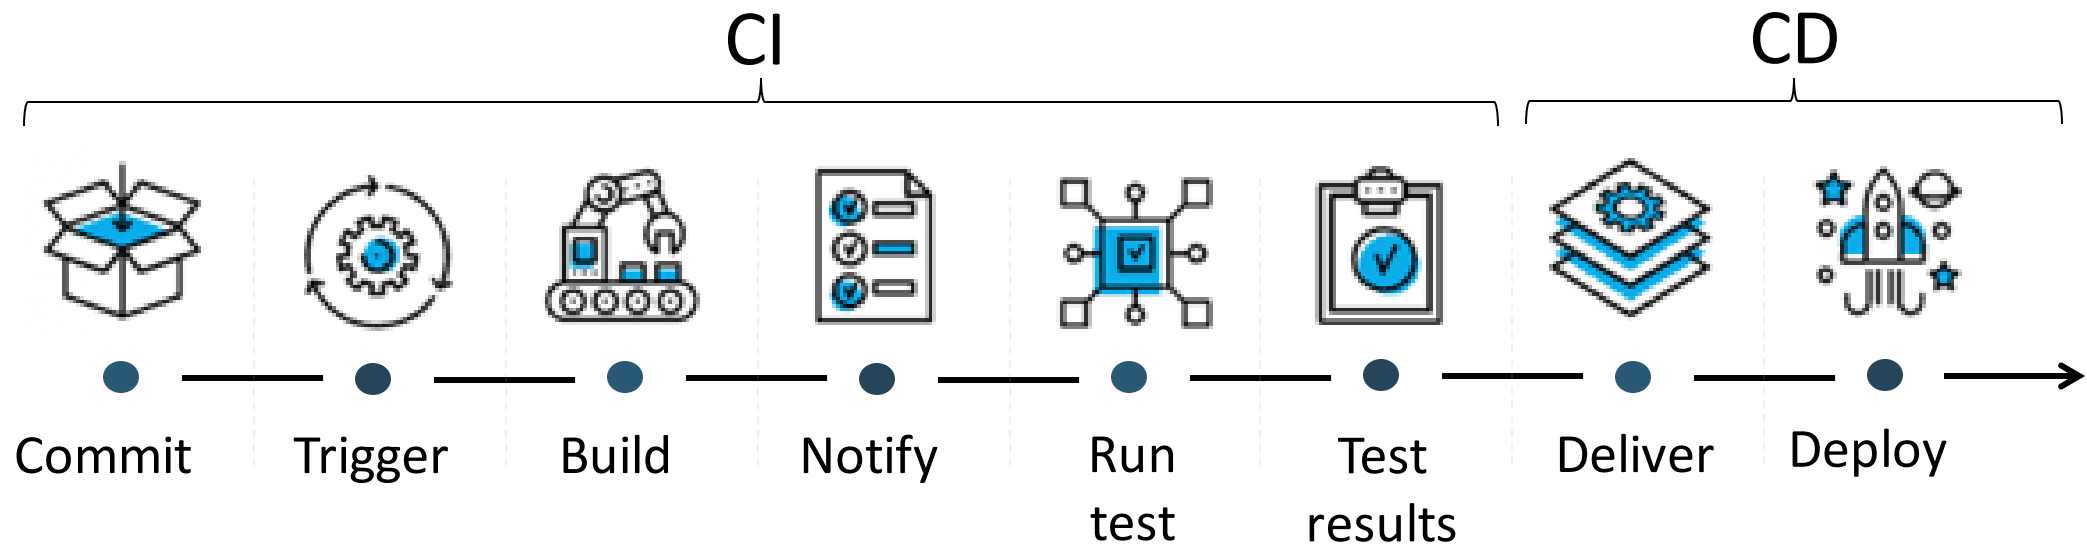 CI
CD
Commit
Trigger
Build
Notify
Run
test
Test
results
Deliver
Deploy